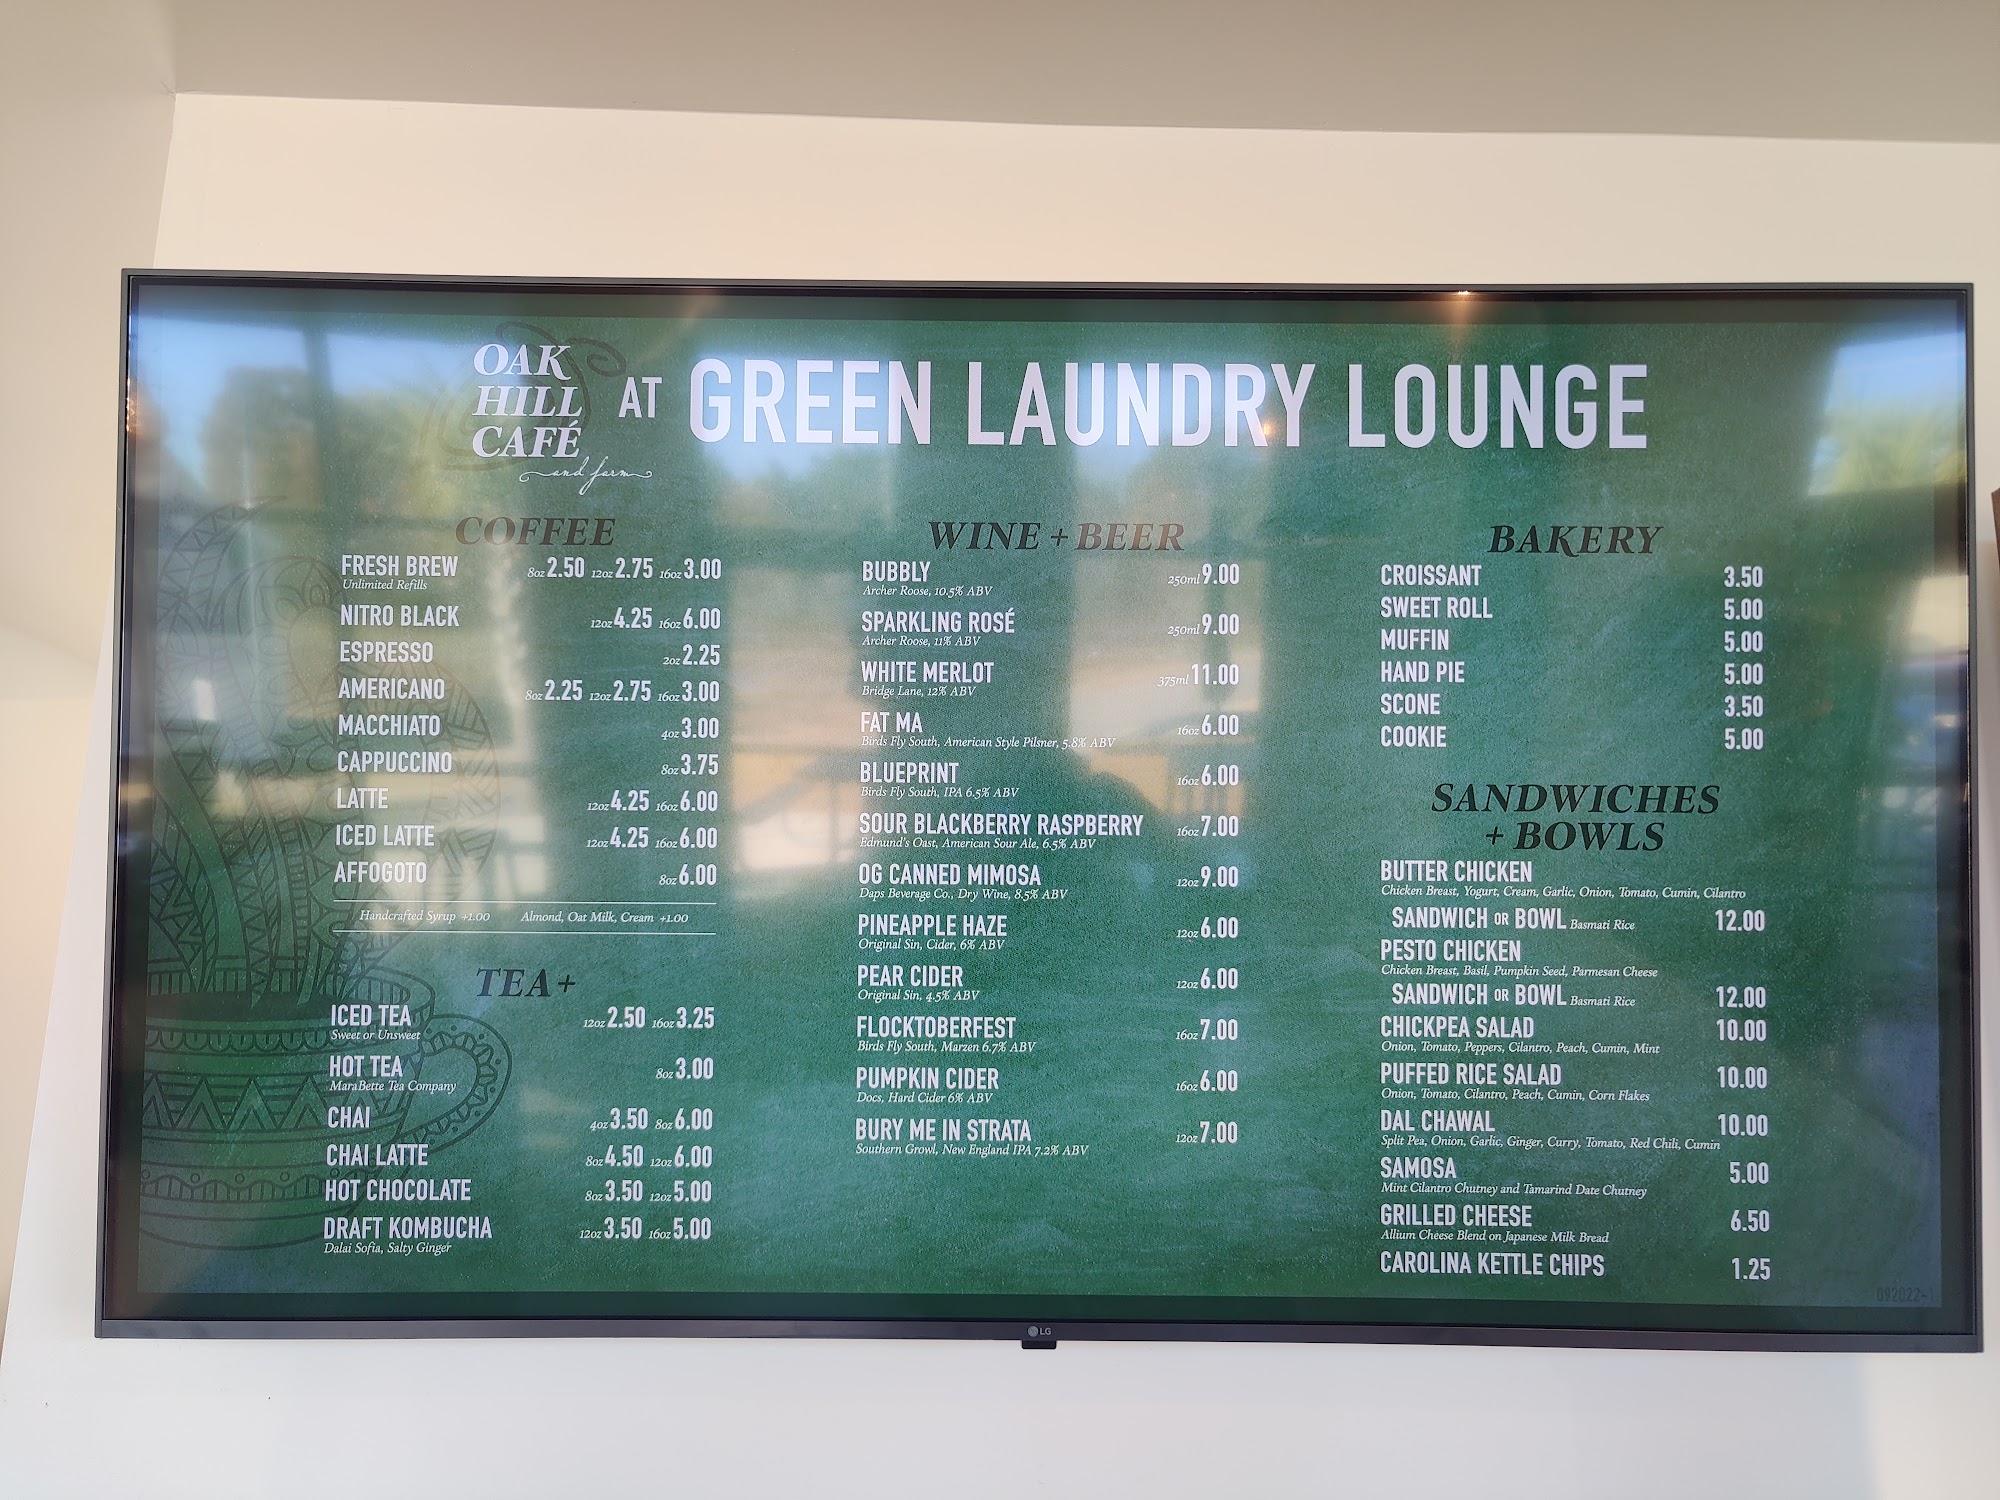 OAK
HILL
CAFÉ
and farm
AT GREEN LAUNDRY LOUNGE
COFFEE
FRESH BREW 8oz 2.50 12oz 2.75 16oz 3.00
Unlimited Refills
NITRO BLACK 12oz 4.25 16oz 6.00
ESPRESSO 2oz 2.25
AMERICANO 8oz 2.25 12oz 2.75 16oz 3.00
MACCHIATO 4oz 3.00
CAPPUCCINO 8oz 3.75
LATTE 12oz 4.25 16oz 6.00
ICED LATTE 12oz 4.25 16oz 6.00
AFFOGOTO 8oz 6.00
Handcrafted Syrup +1.00 Almond, Oat Milk, Cream +1.00
TEA+
ICED TEA 12oz 2.50 16oz 3.25
Sweet or Unsweet
HOT TEA 8oz 3.00
MaraBette Tea Company
CHAI 4oz 3.50 8oz 6.00
CHAI LATTE 8oz 4.50 12oz 6.00
HOT CHOCOLATE 8oz 3.50 12oz 5.00
DRAFT KOMBUCHA 12oz 3.50 16oz 5.00
Dalai Sofia, Salty Ginger
WINE + BEER
BUBBLY 250ml 9.00
Archer Roose, 10.5% ABV
SPARKLING ROSÉ 250ml 9.00
Archer Roose, 11% ABV
WHITE MERLOT 375ml 11.00
Bridge Lane, 12% ABV
FAT MA 16oz 6.00
Birds Fly South, American Style Pilsner, 5.8% ABV
BLUEPRINT 16oz 6.00
Birds Fly South, IPA 6.5% ABV
SOUR BLACKBERRY RASPBERRY 16oz 7.00
Edmund's Oast, American Sour Ale, 6.5% ABV
OG CANNED MIMOSA 12oz 9.00
Daps Beverage Co., Dry Wine, 8.5% ABV
PINEAPPLE HAZE 12oz 6.00
Original Sin, Cider, 6% ABV
PEAR CIDER 12oz 6.00
Original Sin, 4.5% ABV
FLOCKTOBERFEST 16oz 7.00
Birds Fly South, Marzen 6.7% ABV
PUMPKIN CIDER 16oz 6.00
Docs, Hard Cider 6% ABV
BURY ME IN STRATA 12oz 7.00
Southern Growl, New England IPA 7.2% ABV
BAKERY
CROISSANT 3.50
SWEET ROLL 5.00
MUFFIN 5.00
HAND PIE 5.00
SCONE 3.50
COOKIE 5.00
SANDWICHES
+ BOWLS
BUTTER CHICKEN
Chicken Breast, Yogurt, Cream, Garlic, Onion, Tomato, Cumin, Cilantro
SANDWICH OR BOWL Basmati Rice 12.00
PESTO CHICKEN
Chicken Breast, Basil, Pumpkin Seed, Parmesan Cheese
SANDWICH OR BOWL Basmati Rice 12.00
CHICKPEA SALAD 10.00
Onion, Tomato, Peppers, Cilantro, Peach, Cumin, Mint
PUFFED RICE SALAD 10.00
Onion, Tomato, Cilantro, Peach, Cumin, Corn Flakes
DAL CHAWAL 10.00
Split Pea, Onion, Garlic, Ginger, Curry, Tomato, Red Chili, Cumin
SAMOSA 5.00
Mint Cilantro Chutney and Tamarind Date Chutney
GRILLED CHEESE 6.50
Allium Cheese Blend on Japanese Milk Bread
CAROLINA KETTLE CHIPS 1.25
092022-1
LG